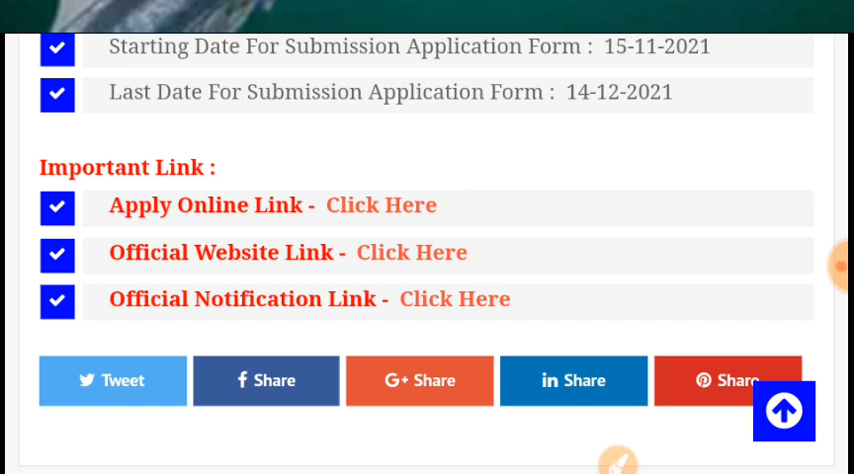 Starting Date For Submission Application Form : 15-11-2021
Last Date For Submission Application Form : 14-12-2021
Important Link :
Apply Online Link - Click Here
Official Website Link - Click Here
Official Notification Link - Click Here
Tweet Share G+ Share in Share Share